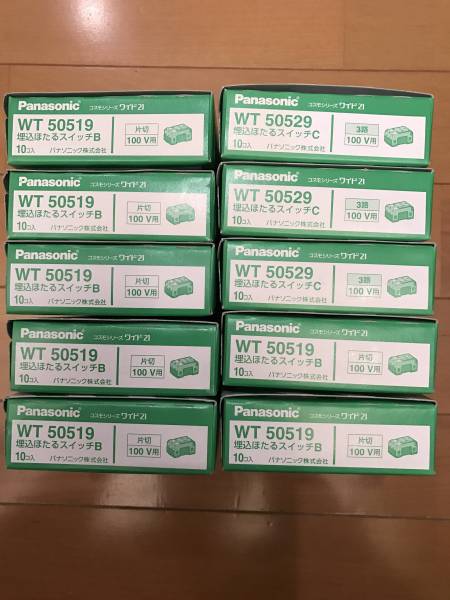 Panasonic コスモシリーズ ワイド21
WT 50519
埋込ほたるスイッチB
10コ入 パナソニック株式会社
片切
100 V用
Panasonic コスモシリーズ ワイド21
WT 50519
埋込ほたるスイッチB
10コ入 パナソニック株式会社
片切
100 V用
Panasonic コスモシリーズ ワイド21
WT 50519
埋込ほたるスイッチB
10コ入 パナソニック株式会社
片切
100 V用
Panasonic コスモシリーズ ワイド21
WT 50519
埋込ほたるスイッチB
10コ入 パナソニック株式会社
片切
100 V用
Panasonic コスモシリーズ ワイド21
WT 50519
埋込ほたるスイッチB
10コ入 パナソニック株式会社
片切
100 V用
Panasonic コスモシリーズ ワイド21
WT 50529
埋込ほたるスイッチC
10コ入 パナソニック株式会社
3路
100 V用
Panasonic コスモシリーズ ワイド21
WT 50529
埋込ほたるスイッチC
10コ入 パナソニック株式会社
3路
100 V用
Panasonic コスモシリーズ ワイド21
WT 50529
埋込ほたるスイッチC
10コ入 パナソニック株式会社
3路
100 V用
Panasonic コスモシリーズ ワイド21
WT 50519
埋込ほたるスイッチB
10コ入 パナソニック株式会社
片切
100 V用
Panasonic コスモシリーズ ワイド21
WT 50519
埋込ほたるスイッチB
10コ入 パナソニック株式会社
片切
100 V用